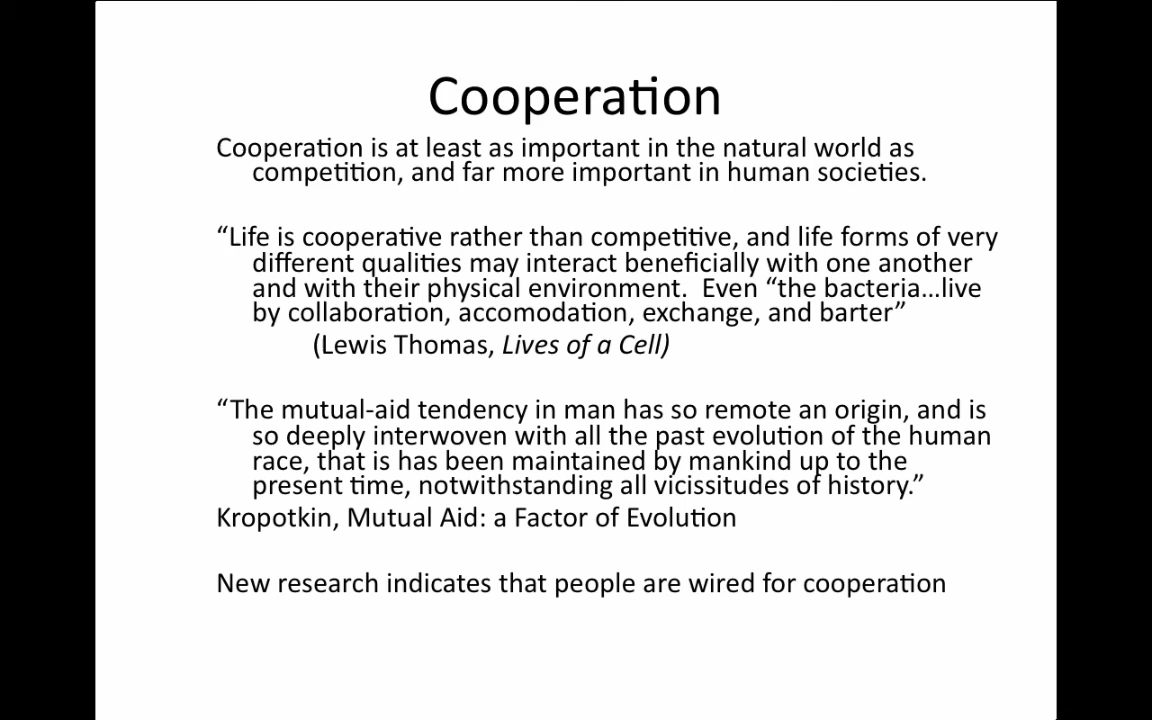 Cooperation
Cooperation is at least as important in the natural world as
competition, and far more important in human societies.
“Life is cooperative rather than competitive, and life forms of very
different qualities may interact beneficially with one another
and with their physical environment.  Even “the bacteria…live
by collaboration, accomodation, exchange, and barter”
(Lewis Thomas, Lives of a Cell)
“The mutual-aid tendency in man has so remote an origin, and is
so deeply interwoven with all the past evolution of the human
race, that is has been maintained by mankind up to the
present time, notwithstanding all vicissitudes of history.”
Kropotkin, Mutual Aid: a Factor of Evolution
New research indicates that people are wired for cooperation